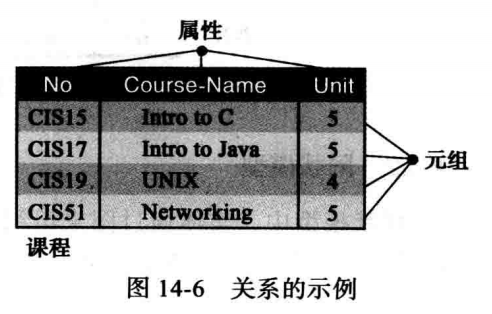 属性
No Course-Name Unit
CIS15 Intro to C 5
CIS17 Intro to Java 5
CIS19 UNIX 4
CIS51 Networking 5
元组
课程
图 14-6 关系的示例